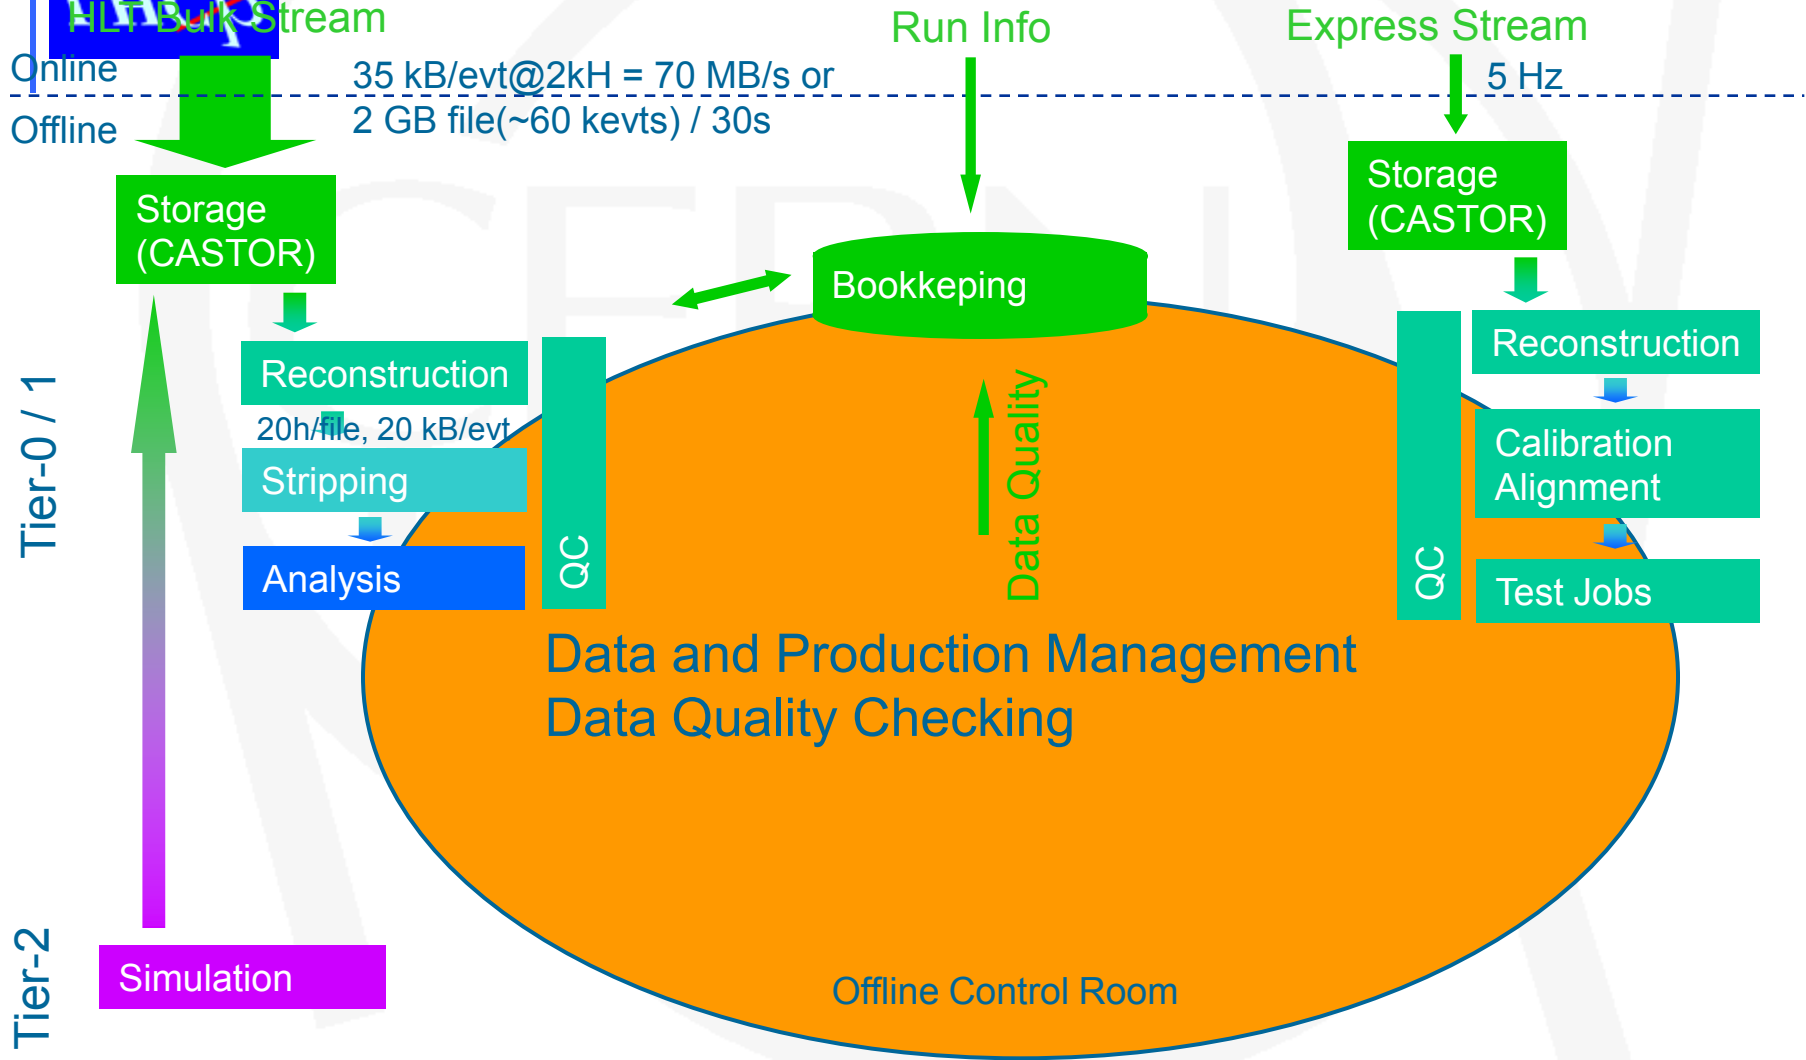 HLT Bulk Stream
Run Info
Express Stream
Online
35 kB/evt@2kH = 70 MB/s or
5 Hz
Offline
2 GB file(~60 kevts) / 30s
Storage
(CASTOR)
Storage
(CASTOR)
Bookkeping
Reconstruction
20h/file, 20 kB/evt
Stripping
Analysis
QC
Data Quality
QC
Reconstruction
Calibration
Alignment
Test Jobs
Tier-0 / 1
Data and Production Management
Data Quality Checking
Tier-2
Simulation
Offline Control Room
CERN